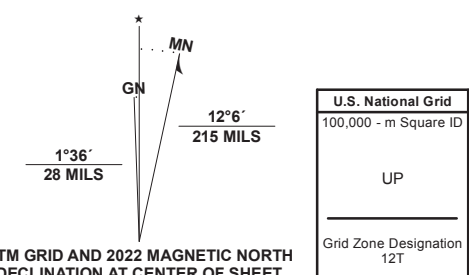 MN
GN
12°6´
215 MILS
1°36´
28 MILS
TM GRID AND 2022 MAGNETIC NORTH
DECLINATION AT CENTER OF SHEET
U.S. National Grid
100,000 - m Square ID
UP
Grid Zone Designation
12T